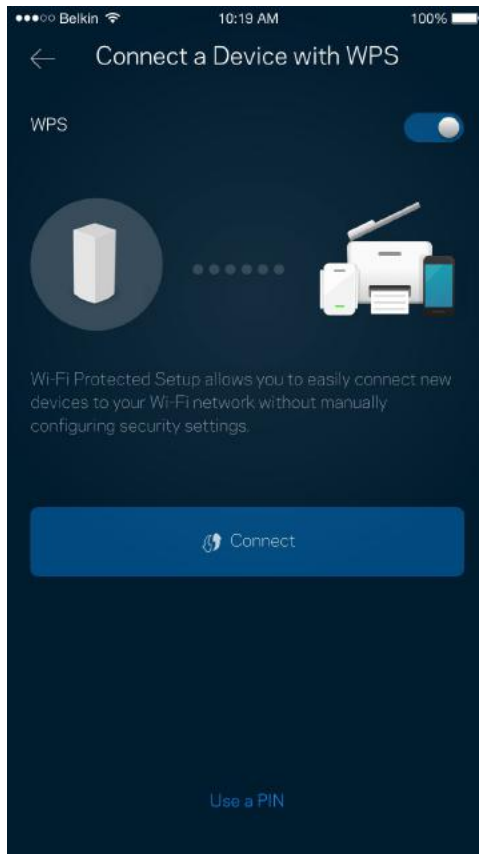 Belkin 10:19 AM 100%
Connect a Device with WPS
WPS
Wi-Fi Protected Setup allows you to easily connect new
devices to your Wi-Fi network without manually
configuring security settings.
Connect
Use a PIN